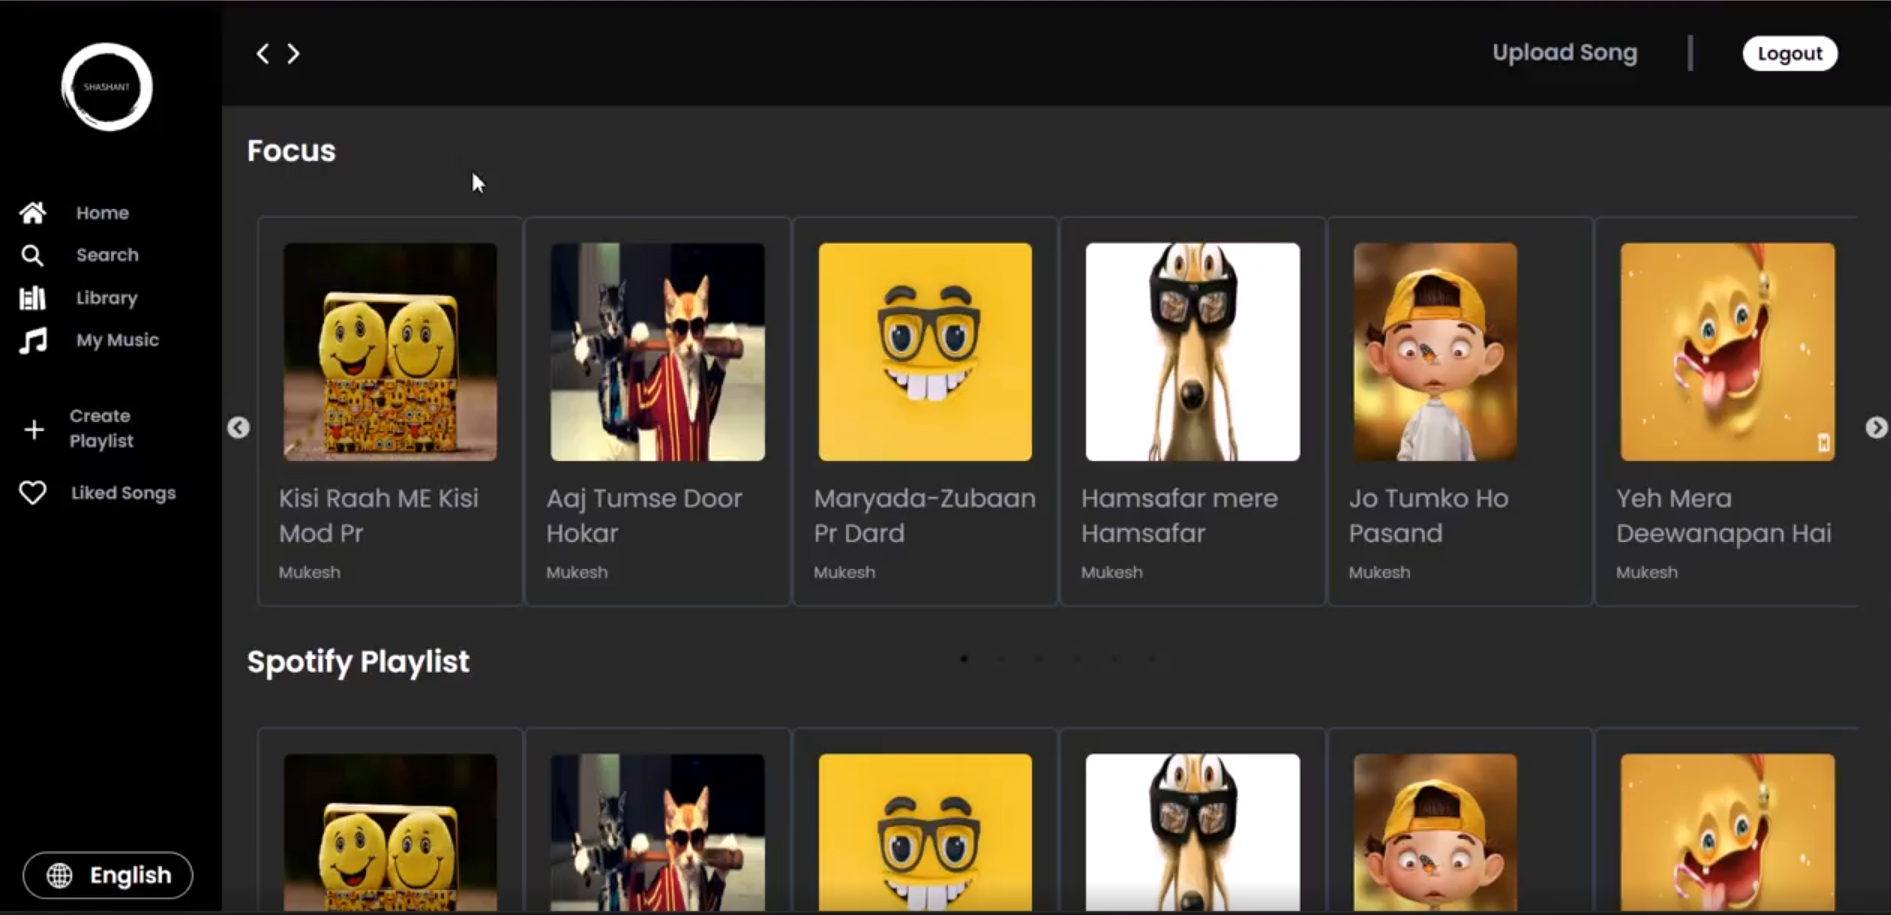 SHASHANT
Home
Search
Library
My Music
Create
Playlist
Liked Songs
English
Upload Song
Logout
Focus
Kisi Raah ME Kisi
Mod Pr
Mukesh
Aaj Tumse Door
Hokar
Mukesh
Maryada-Zubaan
Pr Dard
Mukesh
Hamsafar mere
Hamsafar
Mukesh
Jo Tumko Ho
Pasand
Mukesh
Yeh Mera
Deewanapan Hai
Mukesh
Spotify Playlist